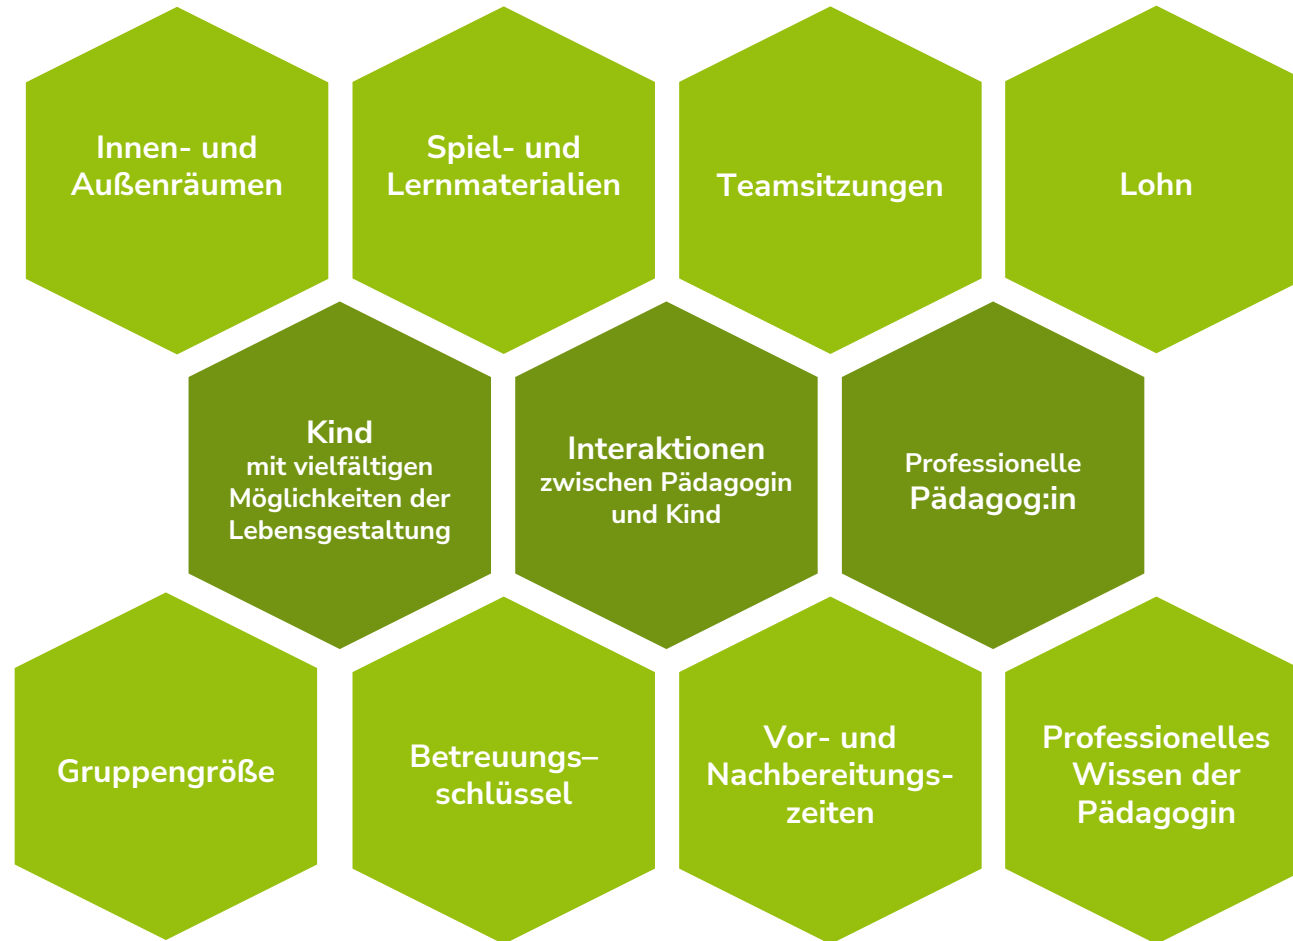 Innen- und
Außenräumen
Spiel- und
Lernmaterialien
Teamsitzungen
Lohn
Kind
mit vielfältigen
Möglichkeiten der
Lebensgestaltung
Interaktionen
zwischen Pädagogin
und Kind
Professionelle
Pädagog:in
Gruppengröße
Betreuungs–
schlüssel
Vor- und
Nachbereitungs-
zeiten
Professionelles
Wissen der
Pädagogin